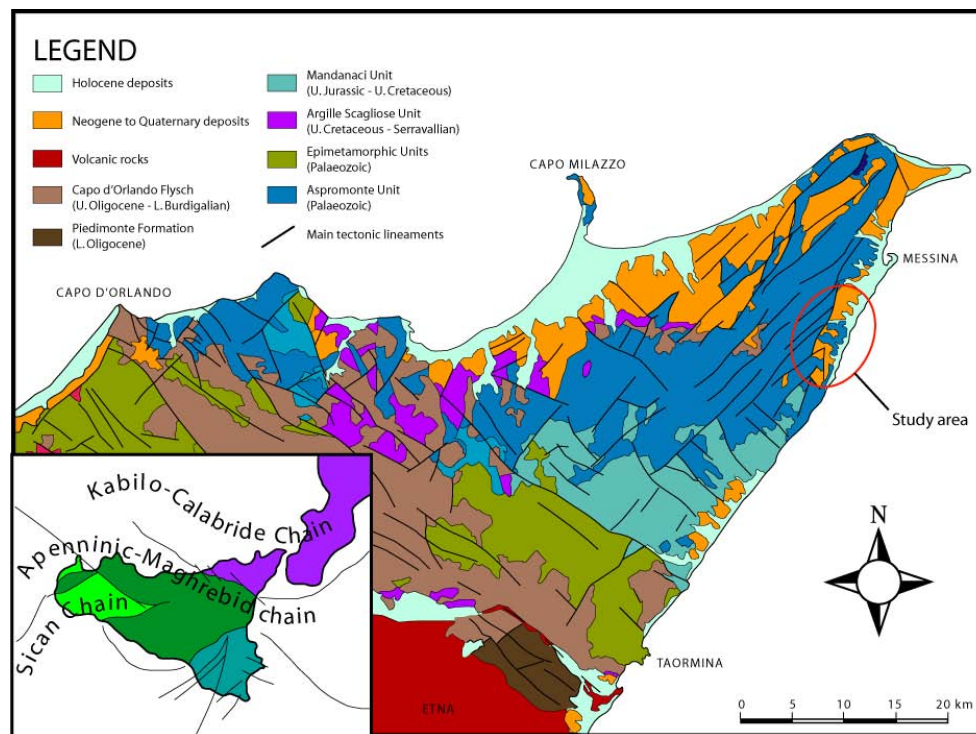 LEGEND
Holocene deposits
Neogene to Quaternary deposits
Volcanic rocks
Capo d'Orlando Flysch
(U. Oligocene - L. Burdigalian)
Piedimonte Formation
(L. Oligocene)
Mandanaci Unit
(U. Jurassic - U. Cretaceous)
Argille Scagliose Unit
(U. Cretaceous - Serravallian)
Epimetamorphic Units
(Palaeozoic)
Aspromonte Unit
(Palaeozoic)
Main tectonic lineaments
CAPO MILAZZO
MESSINA
CAPO D'ORLANDO
Study area
Kabilo-Calabride Chain
Apenninic-Maghrebid chain
Sican Chain
N
TAORMINA
ETNA
0 5 10 15 20 km